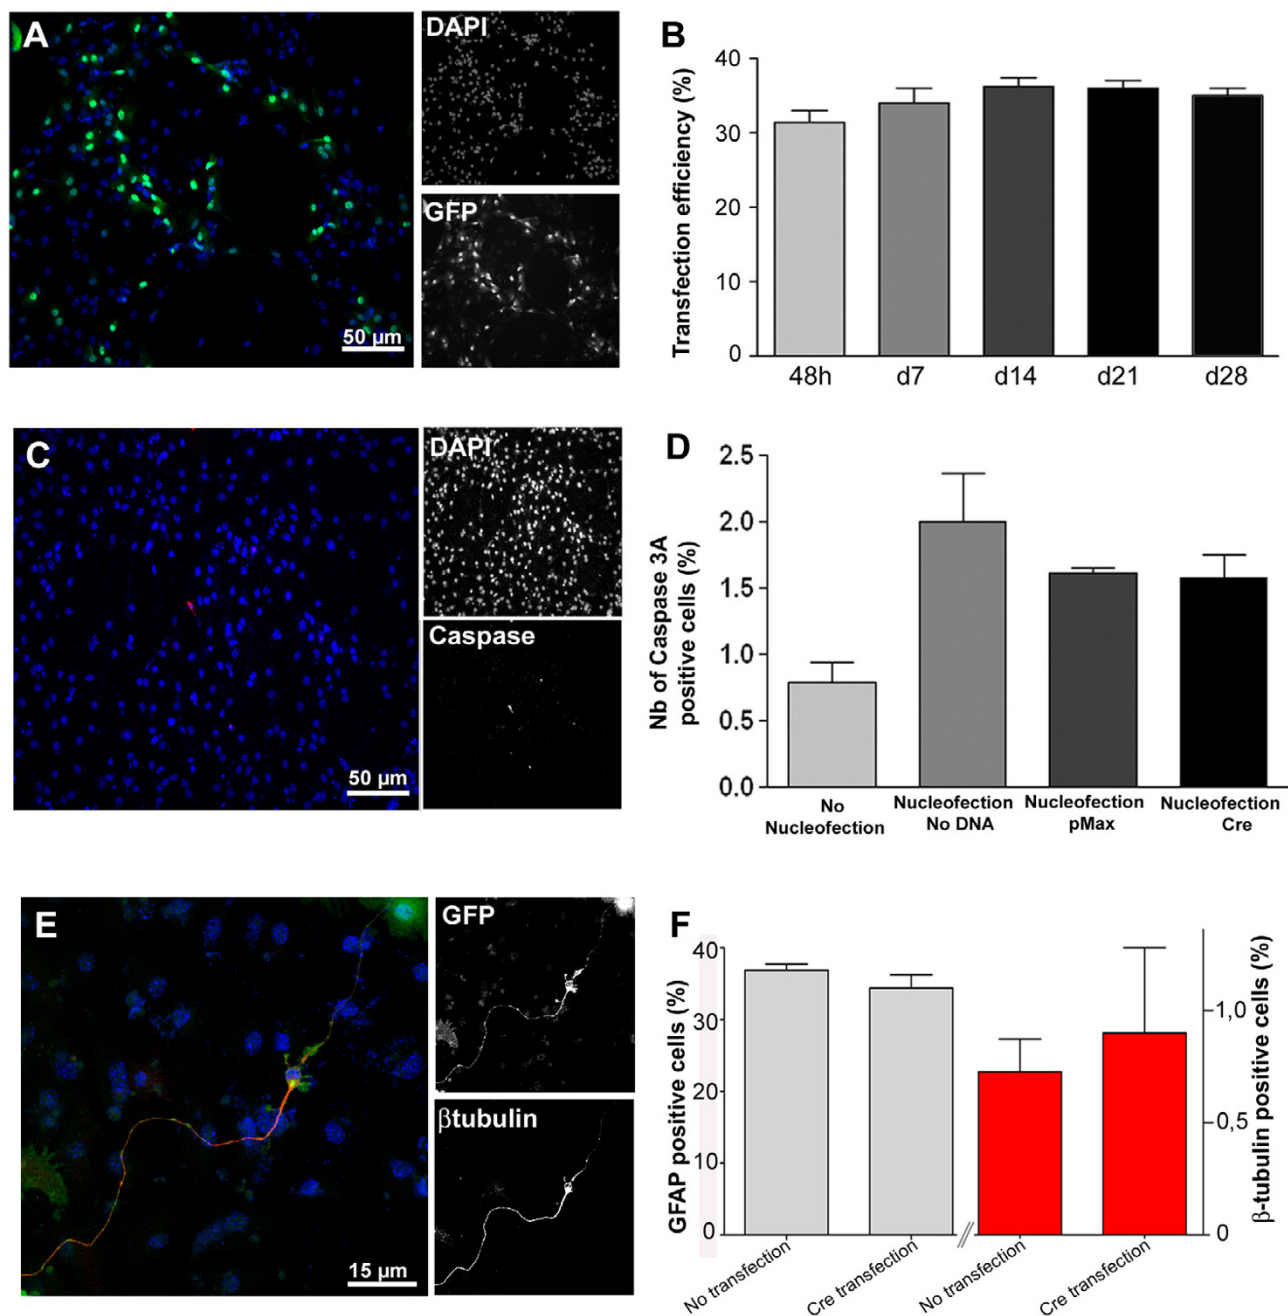 A
DAPI
GFP
50 µm
B
Transfection efficiency (%)
40
30
20
10
0
48h
d7
d14
d21
d28
C
DAPI
Caspase
50 µm
D
Nb of Caspase 3A
positive cells (%)
2.5
2.0
1.5
1.0
0.5
0.0
No
Nucleofection
Nucleofection
No DNA
Nucleofection
pMax
Nucleofection
Cre
E
GFP
βtubulin
15 µm
F
GFAP positive cells (%)
40
30
20
10
0
β-tubulin positive cells (%)
1,0
0,5
0
No transfection
Cre transfection
//
No transfection
Cre transfection